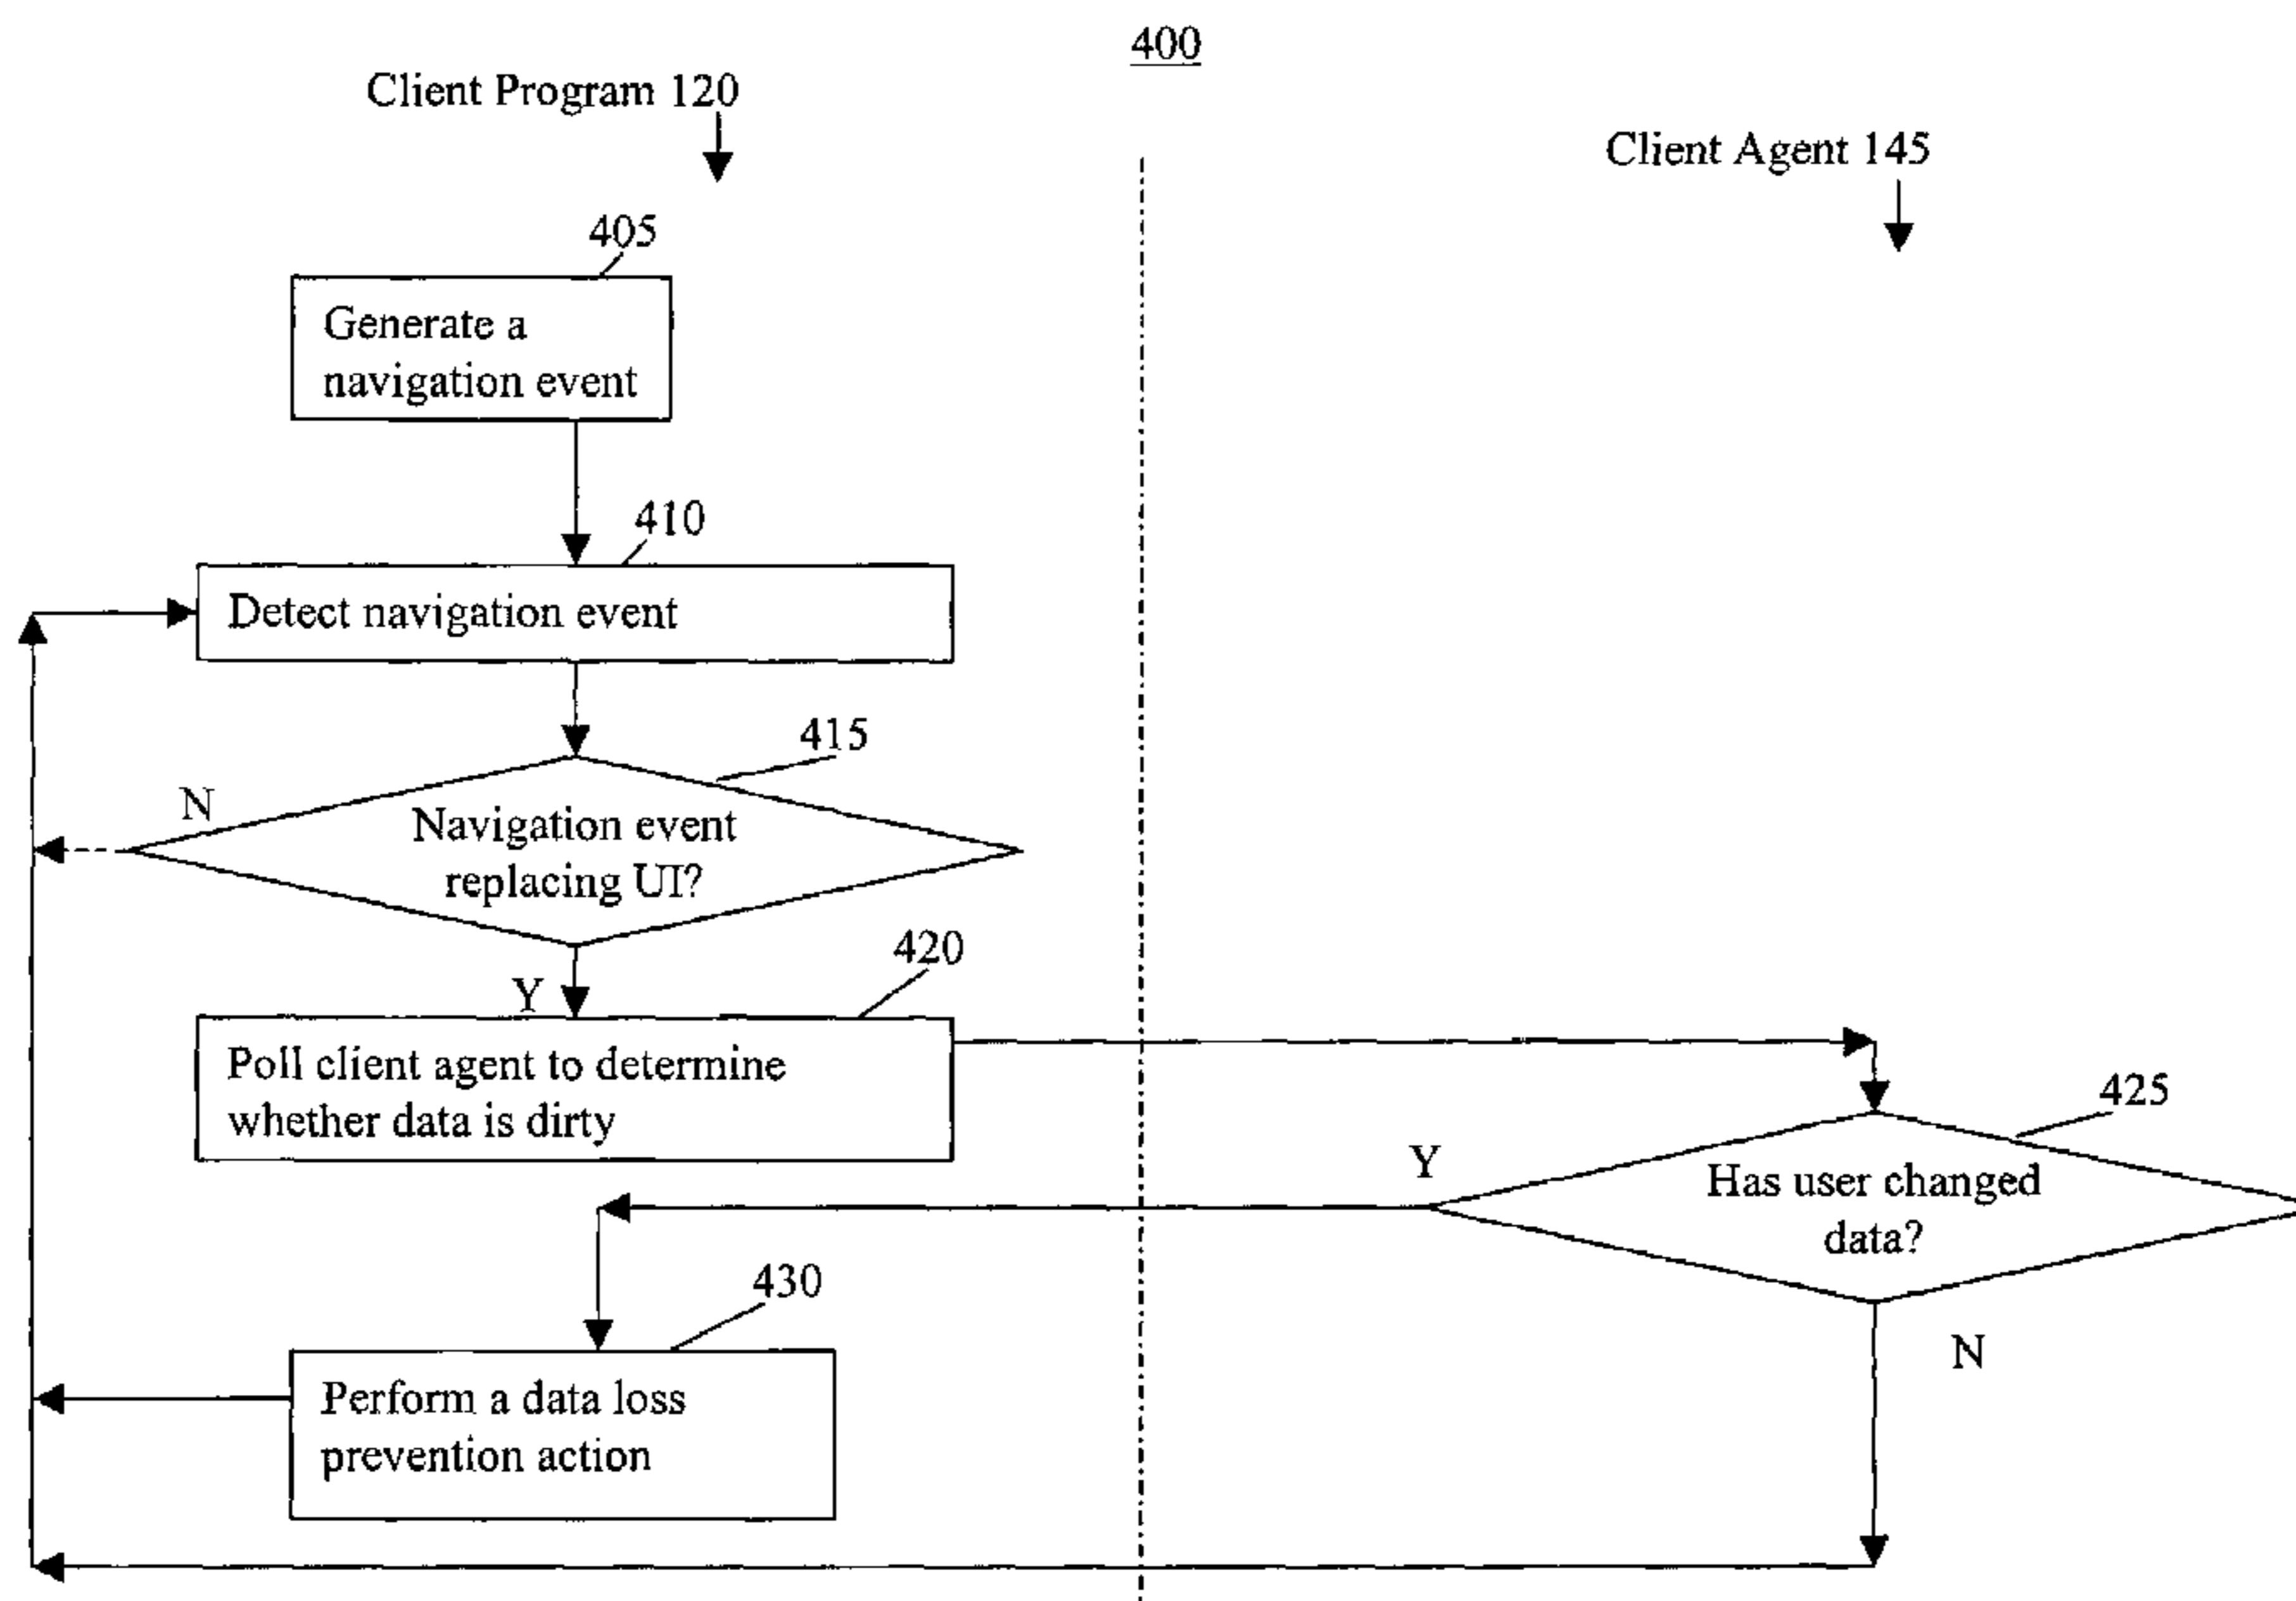 400
Client Program 120
Client Agent 145
405
Generate a
navigation event
410
Detect navigation event
415
N
Navigation event
replacing UI?
420
Y
Poll client agent to determine
whether data is dirty
425
Y
Has user changed
data?
430
N
Perform a data loss
prevention action